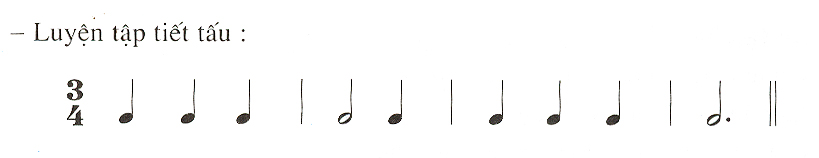 – Luyện tập tiết tấu :
3
4